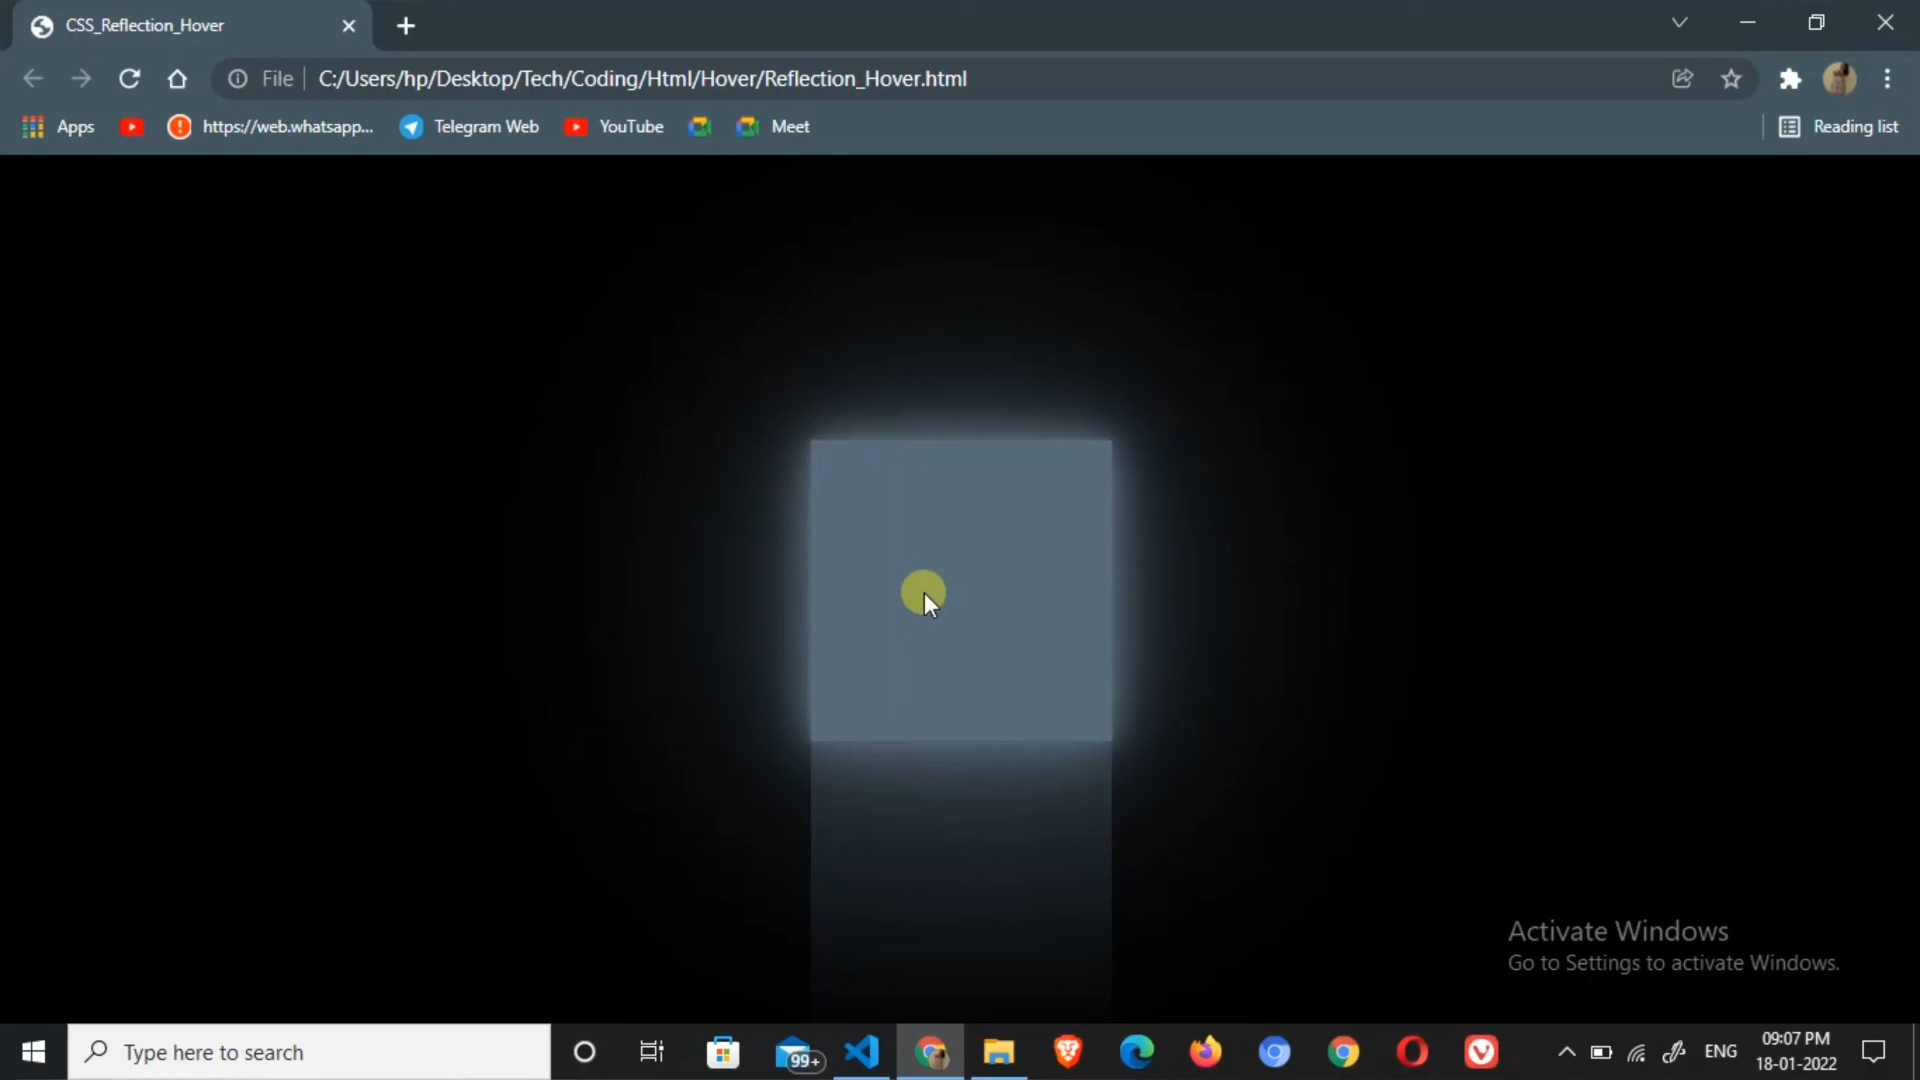 CSS_Reflection_Hover
File C:/Users/hp/Desktop/Tech/Coding/Html/Hover/Reflection_Hover.html
Apps https://web.whatsapp... Telegram Web YouTube Meet Reading list
Activate Windows
Go to Settings to activate Windows.
Type here to search 99+ ENG 09:07 PM
18-01-2022